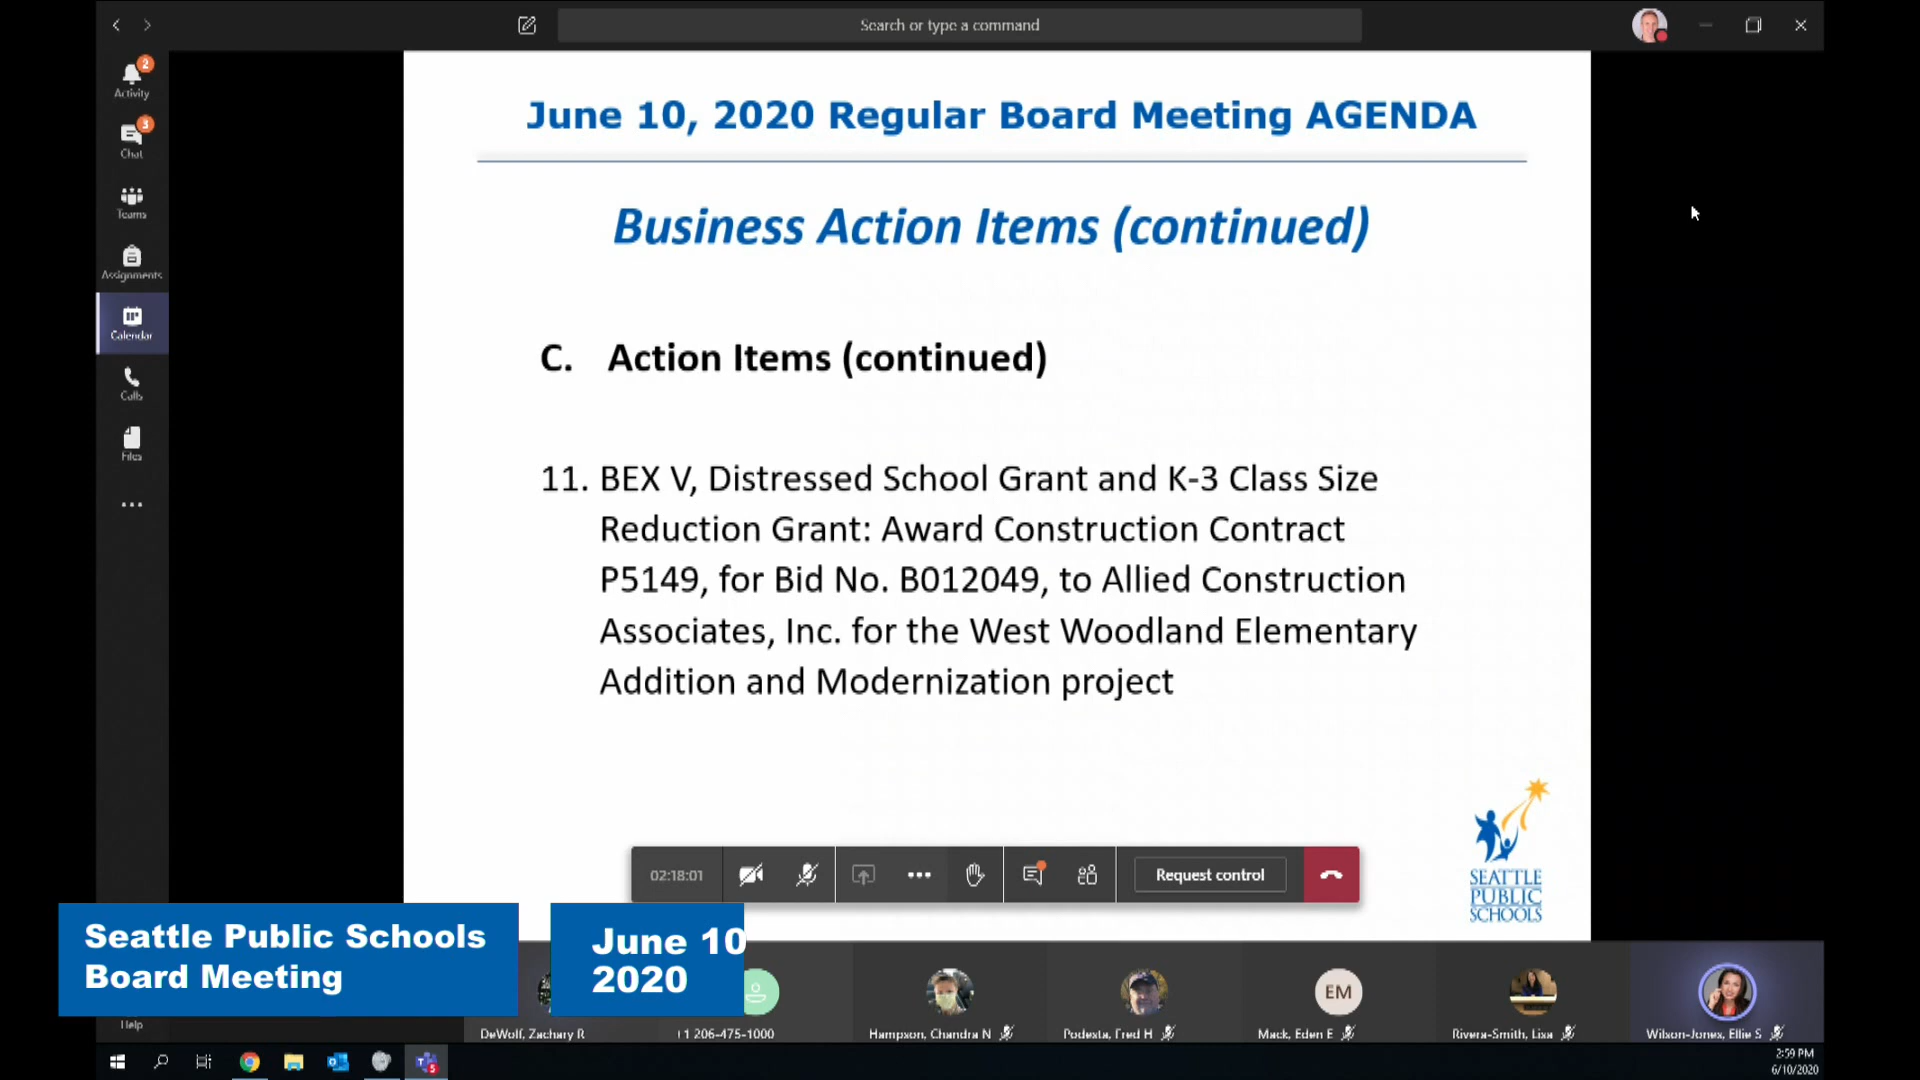 Search or type a command
2
Activity
3
Chat
Teams
Assignments
Calendar
Calls
Files
Help
June 10, 2020 Regular Board Meeting AGENDA
Business Action Items (continued)
C. Action Items (continued)
11. BEX V, Distressed School Grant and K-3 Class Size
Reduction Grant: Award Construction Contract
P5149, for Bid No. B012049, to Allied Construction
Associates, Inc. for the West Woodland Elementary
Addition and Modernization project
SEATTLE
PUBLIC
SCHOOLS
02:18:01
Request control
Seattle Public Schools
Board Meeting
June 10
2020
EM
DeWolf, Zachary R
+1 206-475-1000
Hampson, Chandra N
Podesta, Fred H
Mack, Eden E
Rivera-Smith, Lisa
Wilson-Jones, Ellie S
5
2:59 PM
6/10/2020